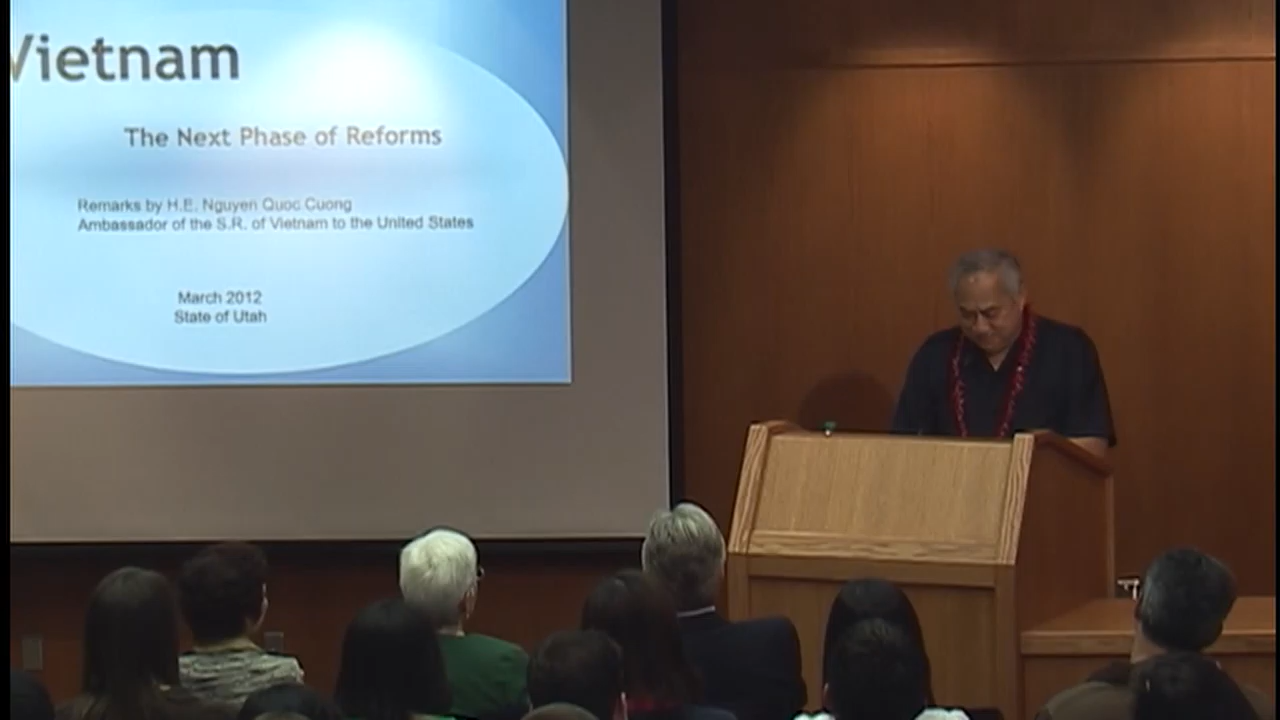 Vietnam
The Next Phase of Reforms
Remarks by H.E. Nguyen Quoc Cuong
Ambassador of the S.R. of Vietnam to the United States
March 2012
State of Utah